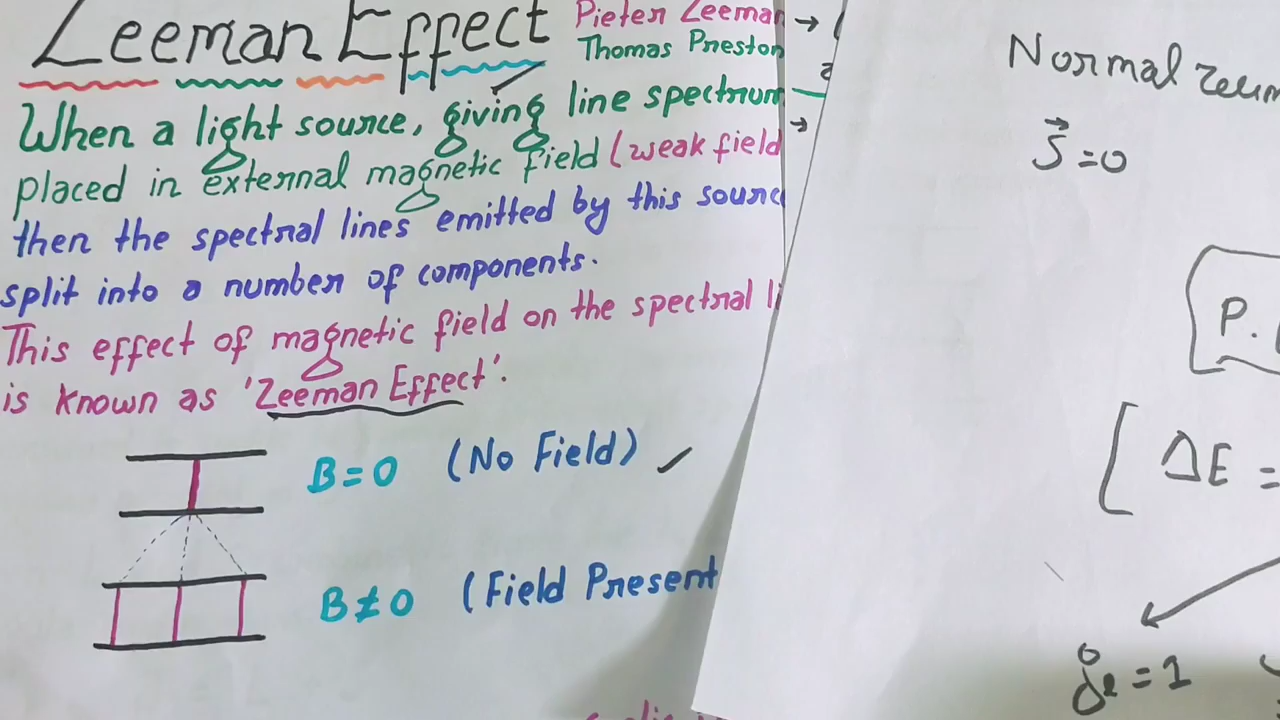 Zeeman Effect
Pieter Zeeman →
Thomas Preston
When a light source, giving line spectrum
placed in external magnetic field (weak field
then the spectral lines emitted by this source
split into a number of components.
This effect of magnetic field on the spectral li
is known as 'Zeeman Effect'.
B=0 (No Field) ✓
B≠0 (Field Present
Normal
S⃗=0
P.
[ ΔE =
= 1